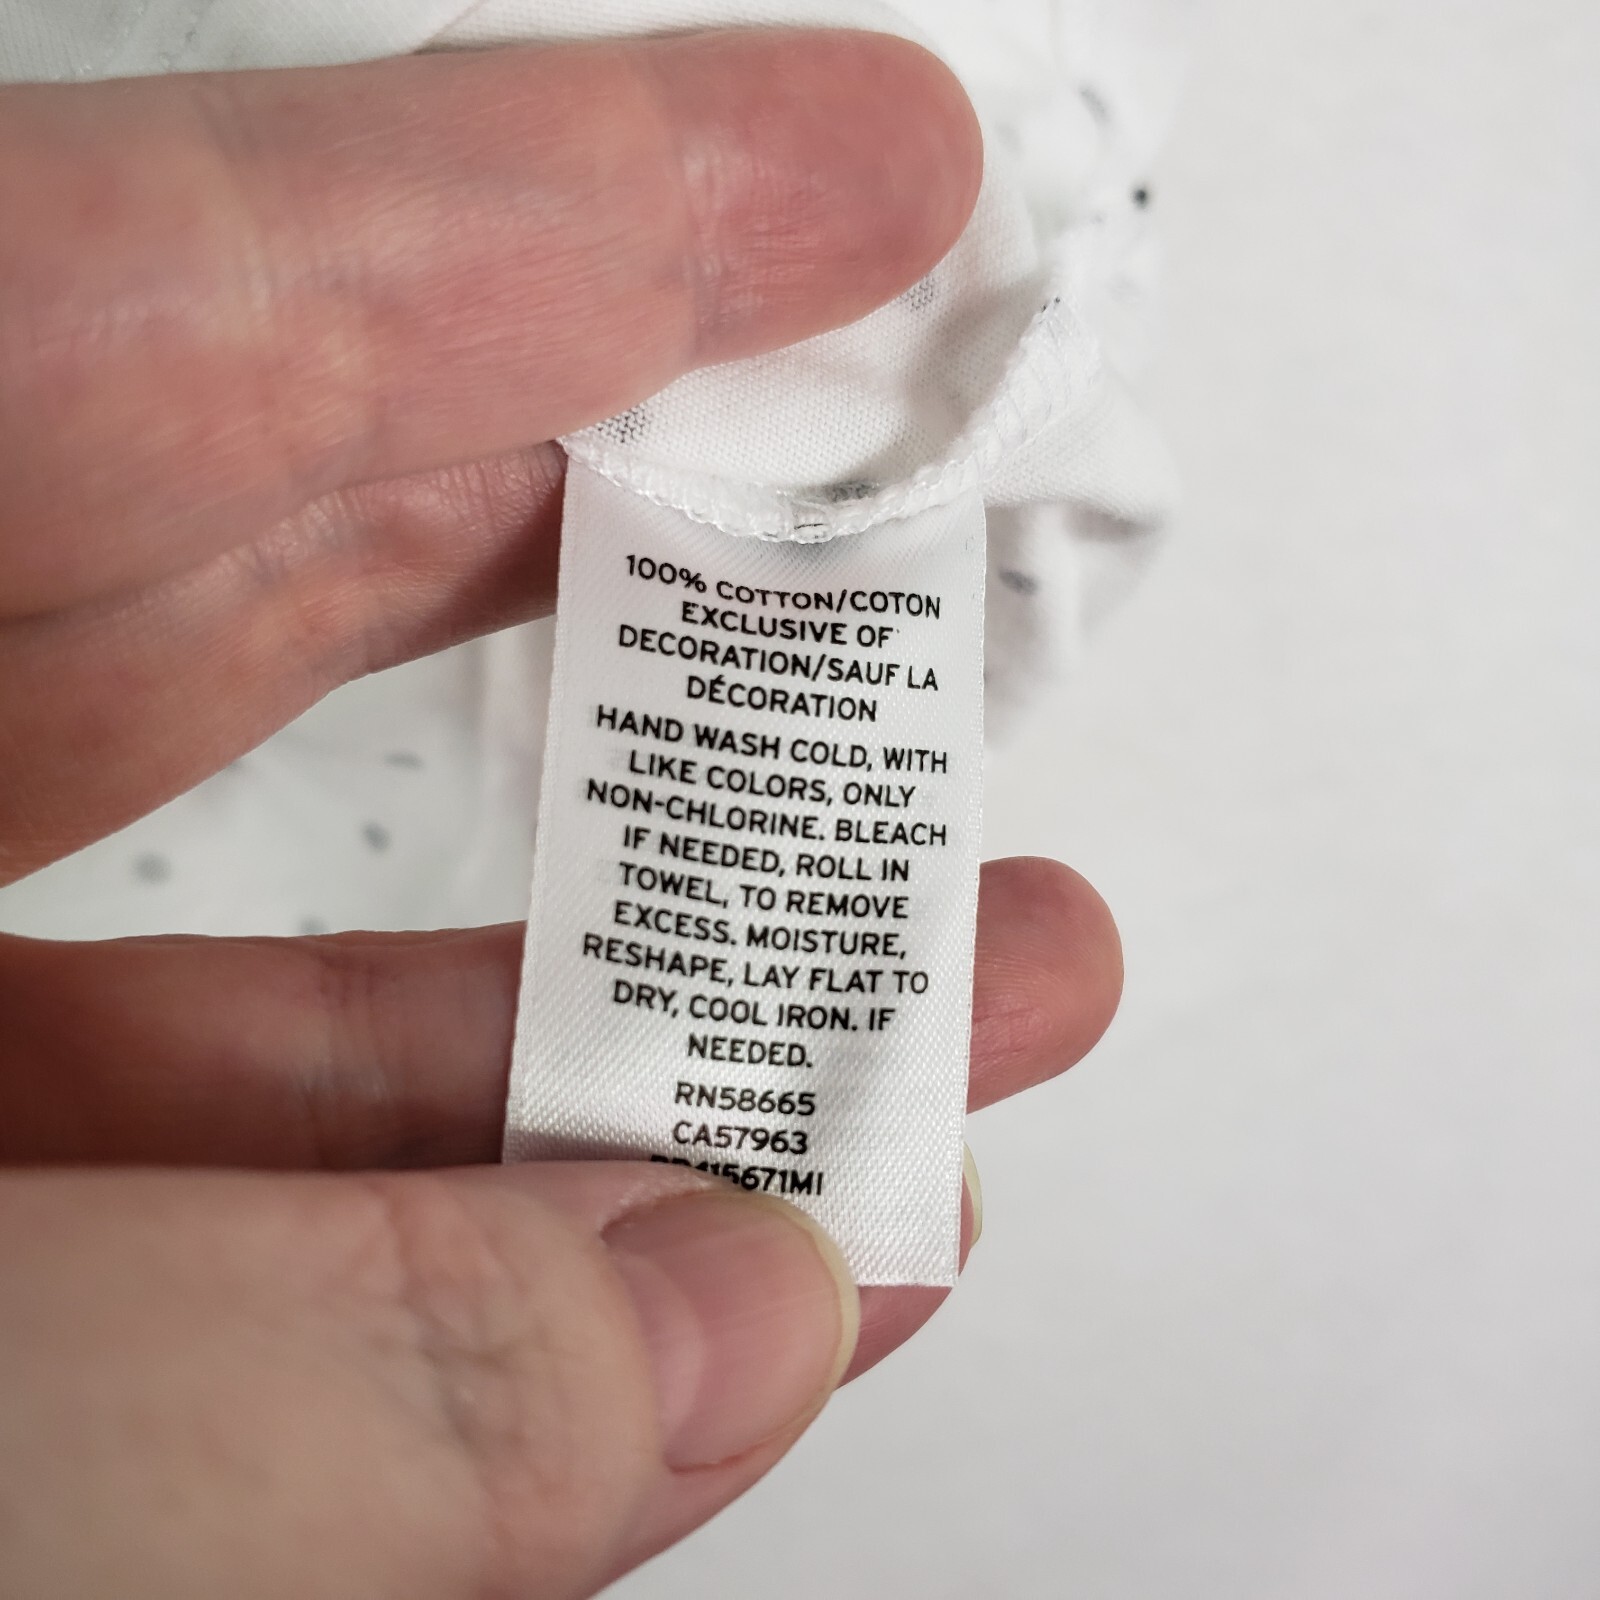 100% COTTON/COTON
EXCLUSIVE OF
DECORATION/SAUF LA
DÉCORATION
HAND WASH COLD, WITH
LIKE COLORS, ONLY
NON-CHLORINE. BLEACH
IF NEEDED, ROLL IN
TOWEL, TO REMOVE
EXCESS. MOISTURE,
RESHAPE, LAY FLAT TO
DRY, COOL IRON. IF
NEEDED.
RN58665
CA57963